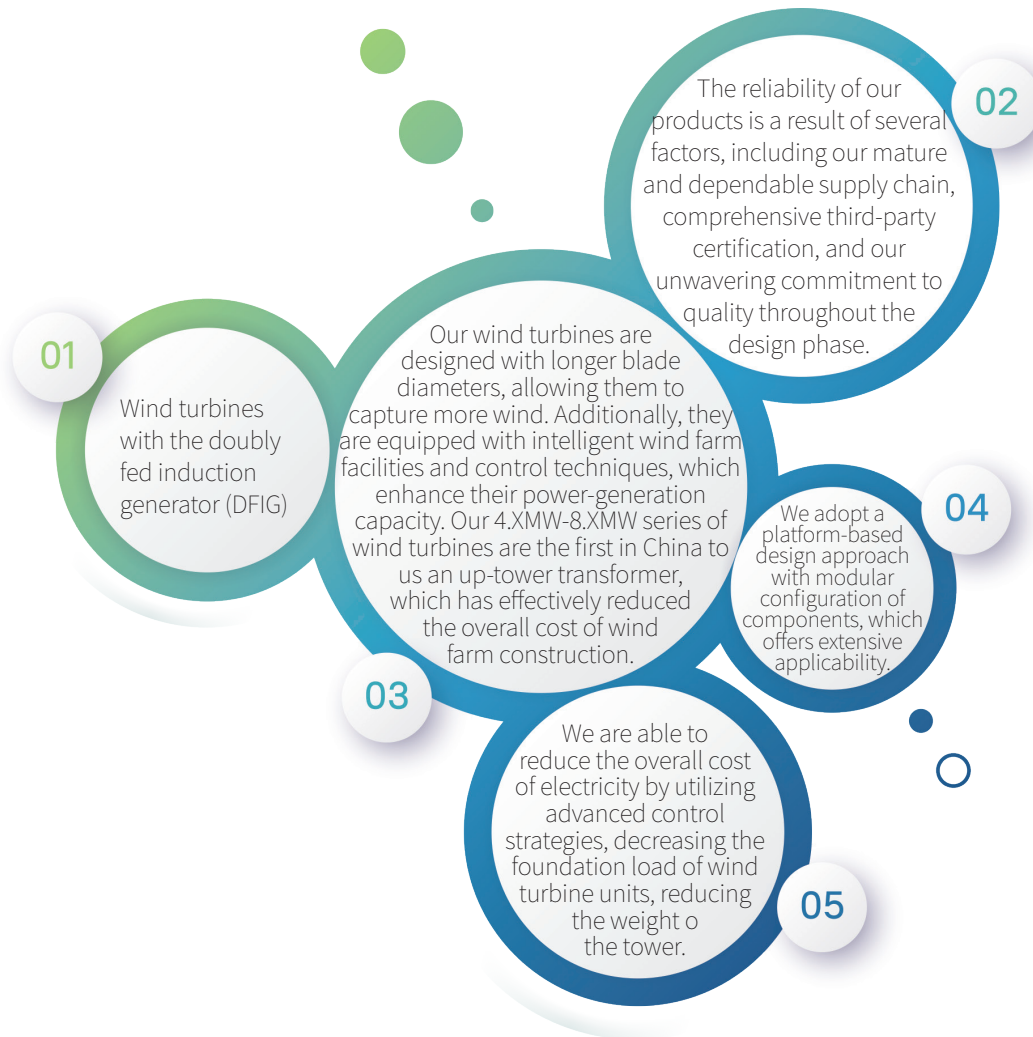 01
Wind turbines
with the doubly
fed induction
generator (DFIG)
02
The reliability of our
products is a result of several
factors, including our mature
and dependable supply chain,
comprehensive third-party
certification, and our
unwavering commitment to
quality throughout the
design phase.
03
Our wind turbines are
designed with longer blade
diameters, allowing them to
capture more wind. Additionally, they
are equipped with intelligent wind farm
facilities and control techniques, which
enhance their power-generation
capacity. Our 4.XMW-8.XMW series of
wind turbines are the first in China to
us an up-tower transformer,
which has effectively reduced
the overall cost of wind
farm construction.
04
We adopt a
platform-based
design approach
with modular
configuration of
components, which
offers extensive
applicability.
05
We are able to
reduce the overall cost
of electricity by utilizing
advanced control
strategies, decreasing the
foundation load of wind
turbine units, reducing
the weight o
the tower.